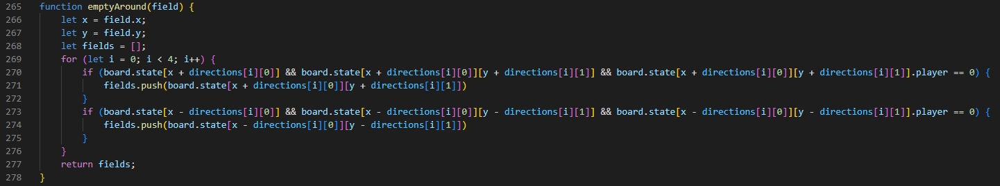 265 function emptyAround(field) {
266     let x = field.x;
267     let y = field.y;
268     let fields = [];
269     for (let i = 0; i < 4; i++) {
270         if (board.state[x + directions[i][0]] && board.state[x + directions[i][0]][y + directions[i][1]] && board.state[x + directions[i][0]][y + directions[i][1]].player == 0) {
271             fields.push(board.state[x + directions[i][0]][y + directions[i][1]])
272         }
273         if (board.state[x - directions[i][0]] && board.state[x - directions[i][0]][y - directions[i][1]] && board.state[x - directions[i][0]][y - directions[i][1]].player == 0) {
274             fields.push(board.state[x - directions[i][0]][y - directions[i][1]])
275         }
276     }
277     return fields;
278 }